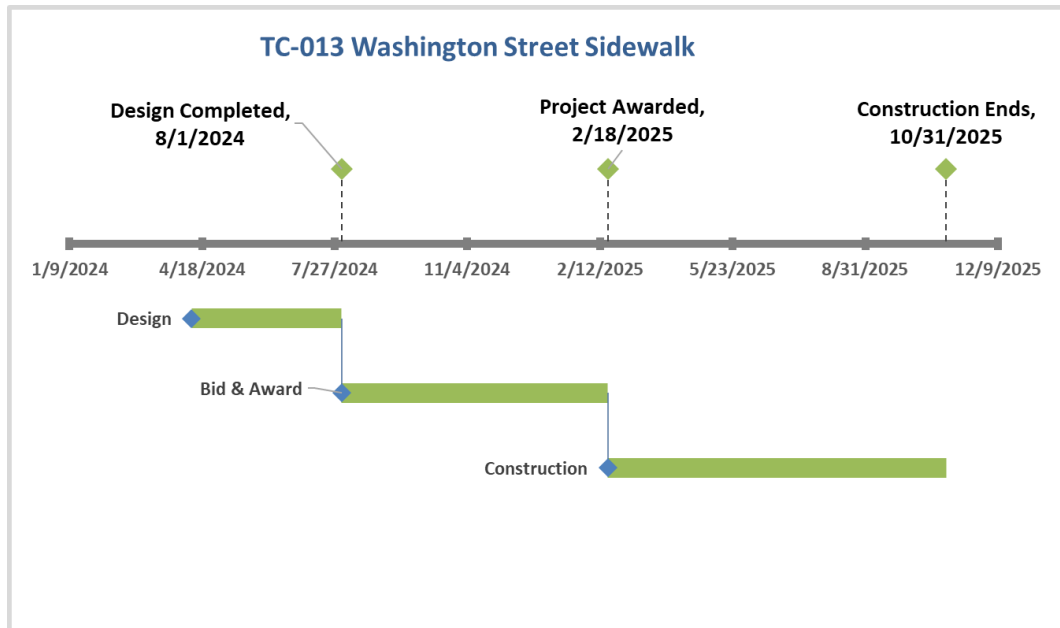 TC-013 Washington Street Sidewalk
Design Completed,
8/1/2024
Project Awarded,
2/18/2025
Construction Ends,
10/31/2025
1/9/2024 4/18/2024 7/27/2024 11/4/2024 2/12/2025 5/23/2025 8/31/2025 12/9/2025
Design
Bid & Award
Construction